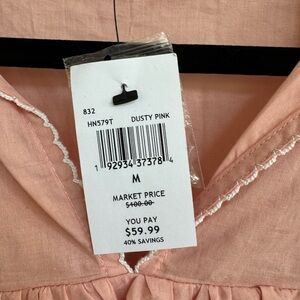 832
HN579T DUSTY PINK
1 92934 37378 4
M
MARKET PRICE
$100.00
YOU PAY
$59.99
40% SAVINGS